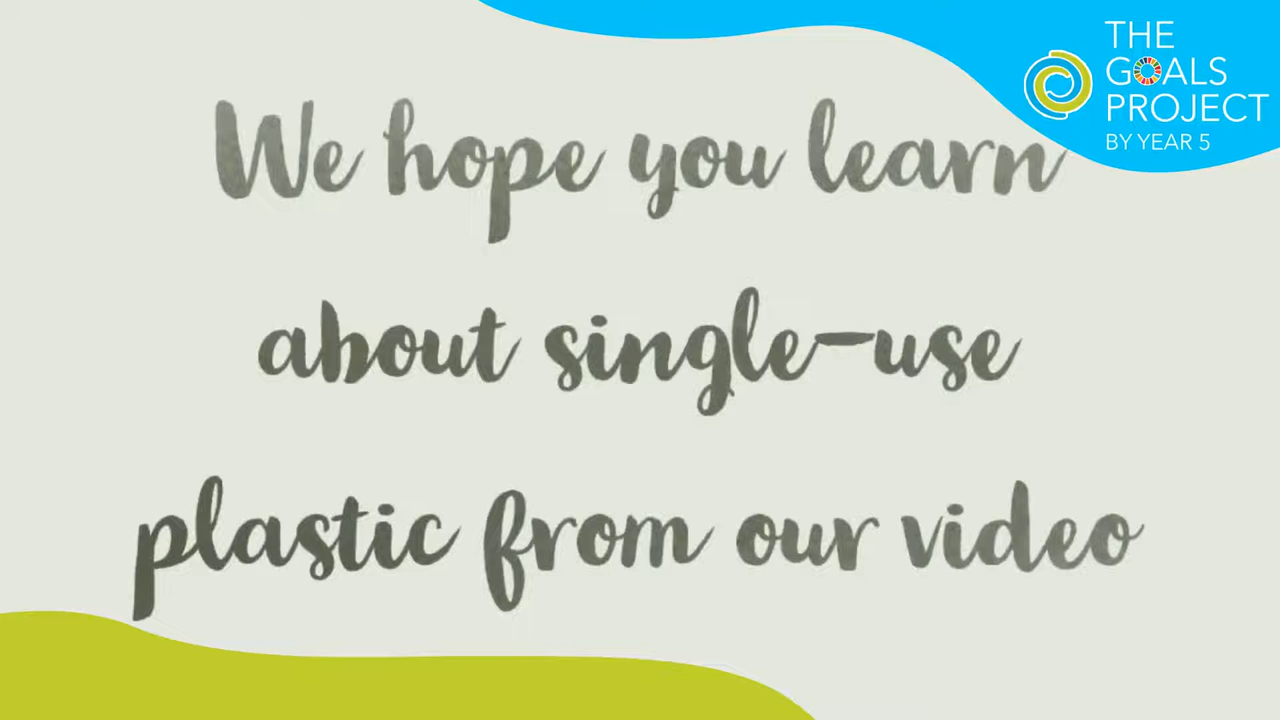 THE
GOALS
PROJECT
BY YEAR 5
We hope you learn
about single-use
plastic from our video